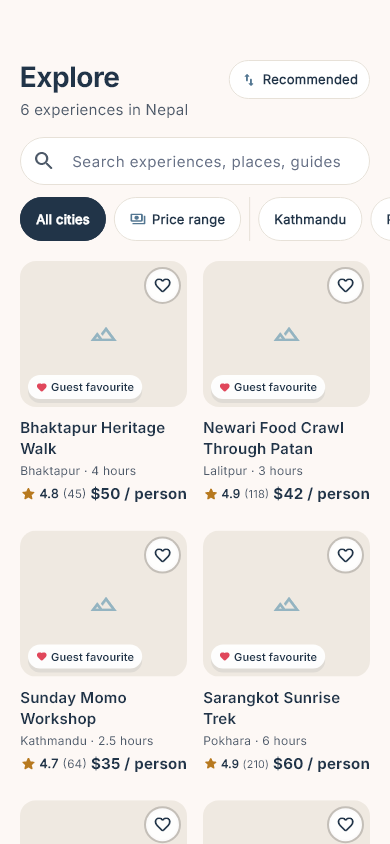 Explore
Recommended
6 experiences in Nepal
Search experiences, places, guides
All cities
Price range
Kathmandu
Guest favourite
Guest favourite
Bhaktapur Heritage
Walk
Bhaktapur · 4 hours
4.8 (45) $50 / person
Newari Food Crawl
Through Patan
Lalitpur · 3 hours
4.9 (118) $42 / person
Guest favourite
Guest favourite
Sunday Momo
Workshop
Kathmandu · 2.5 hours
4.7 (64) $35 / person
Sarangkot Sunrise
Trek
Pokhara · 6 hours
4.9 (210) $60 / person